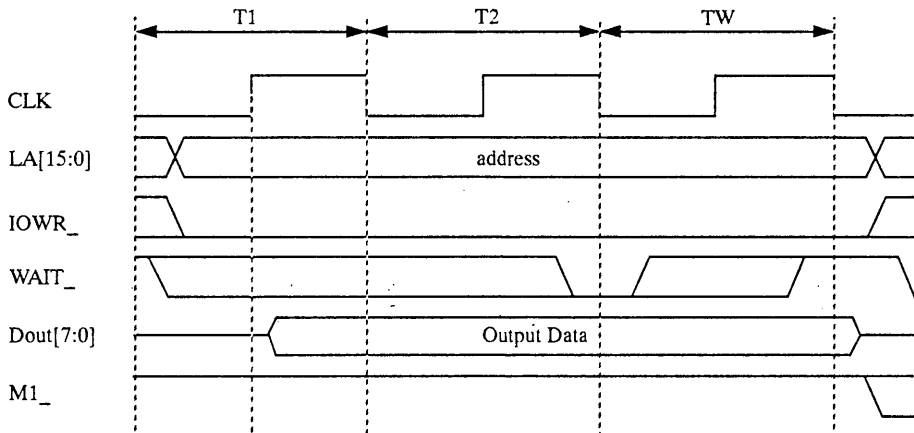 T1 T2 TW
CLK
LA[15:0] address
IOWR_
WAIT_
Dout[7:0] Output Data
M1_